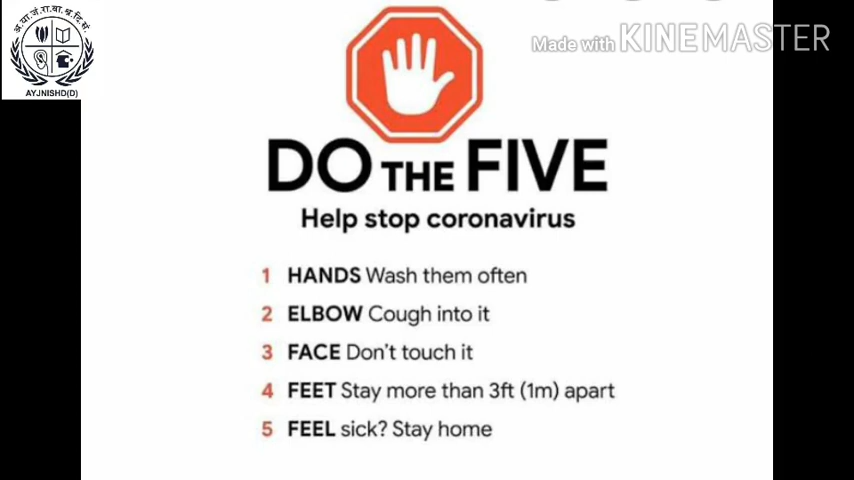 अ.या.जं.रा.वा.श्र.दि.सं.
AYJNISHD(D)
Made with KINEMASTER
DO THE FIVE
Help stop coronavirus
1 HANDS Wash them often
2 ELBOW Cough into it
3 FACE Don't touch it
4 FEET Stay more than 3ft (1m) apart
5 FEEL sick? Stay home